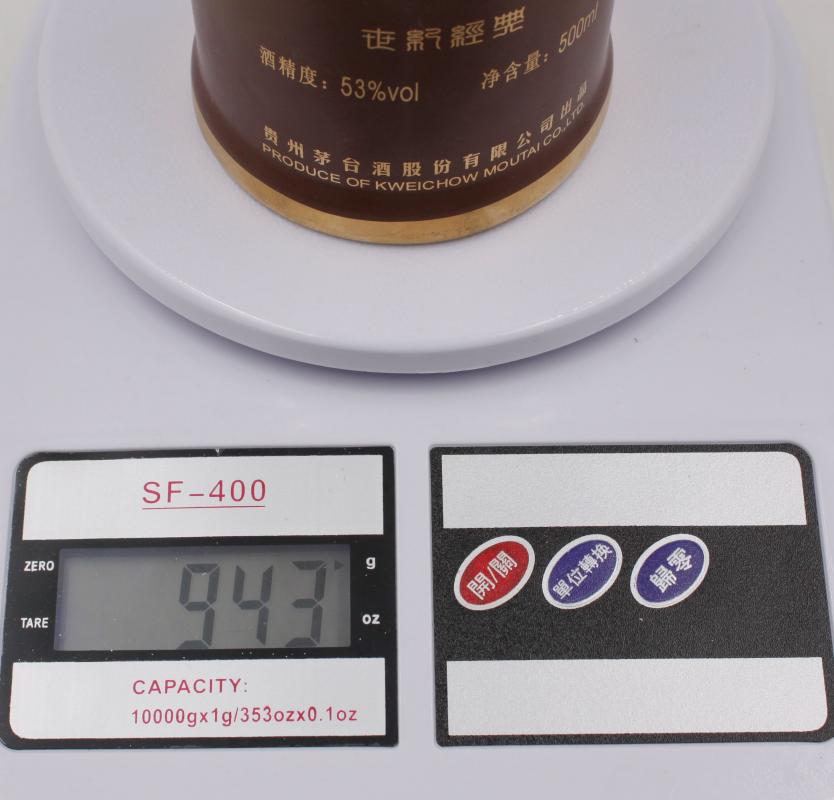 世紀經典
酒精度：53%vol
净含量：500ml
贵州茅台酒股份有限公司出品
PRODUCE OF KWEICHOW MOUTAI CO.,LTD.
SF-400
ZERO
g
943
TARE
oz
CAPACITY:
10000gx1g/353ozx0.1oz
開/關
單位轉換
歸零